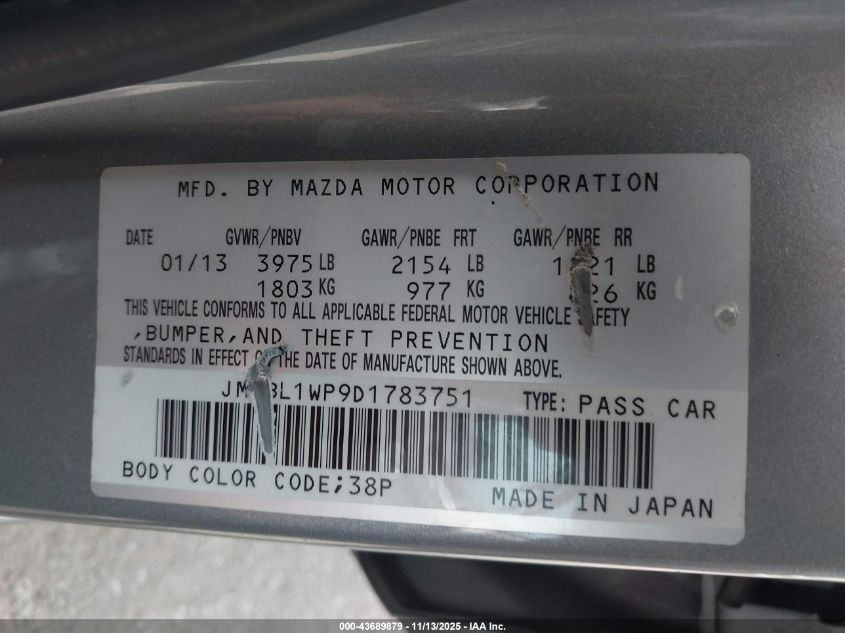 MFD. BY MAZDA MOTOR CORPORATION
DATE GVWR/PNBV GAWR/PNBE FRT GAWR/PNBE RR
01/13 3975 LB 2154 LB LB
1803 KG 977 KG KG
THIS VEHICLE CONFORMS TO ALL APPLICABLE FEDERAL MOTOR VEHICLE SAFETY
,BUMPER,AND THEFT PREVENTION
STANDARDS IN EFFECT ON THE DATE OF MANUFACTURE SHOWN ABOVE.
TYPE: PASS CAR
BODY COLOR CODE;38P
MADE IN JAPAN
000-43689879 - 11/13/2025 - IAA Inc.